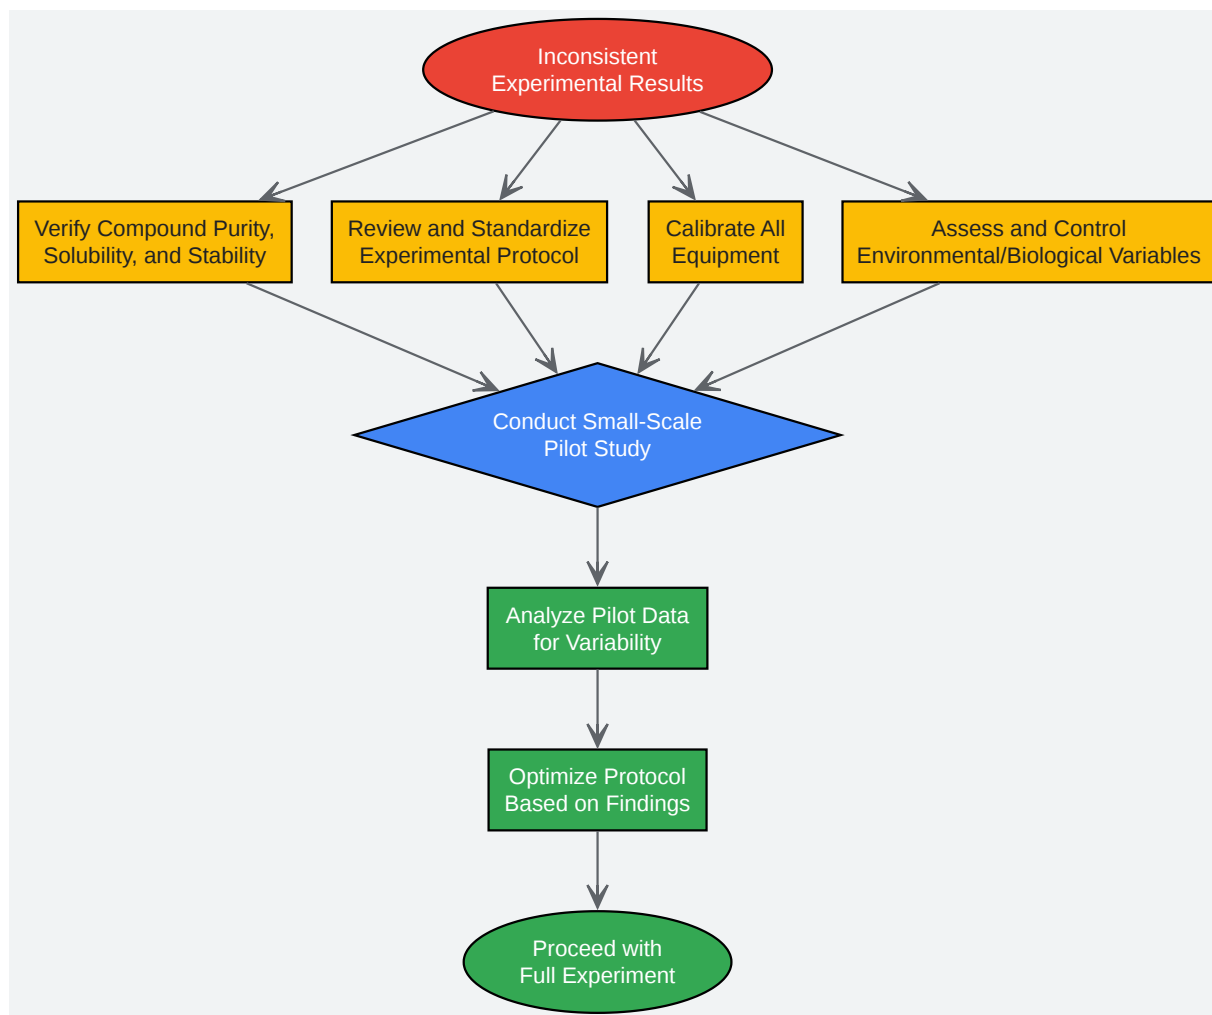 Inconsistent
Experimental Results
Verify Compound Purity,
Solubility, and Stability
Review and Standardize
Experimental Protocol
Calibrate All
Equipment
Assess and Control
Environmental/Biological Variables
Conduct Small-Scale
Pilot Study
Analyze Pilot Data
for Variability
Optimize Protocol
Based on Findings
Proceed with
Full Experiment